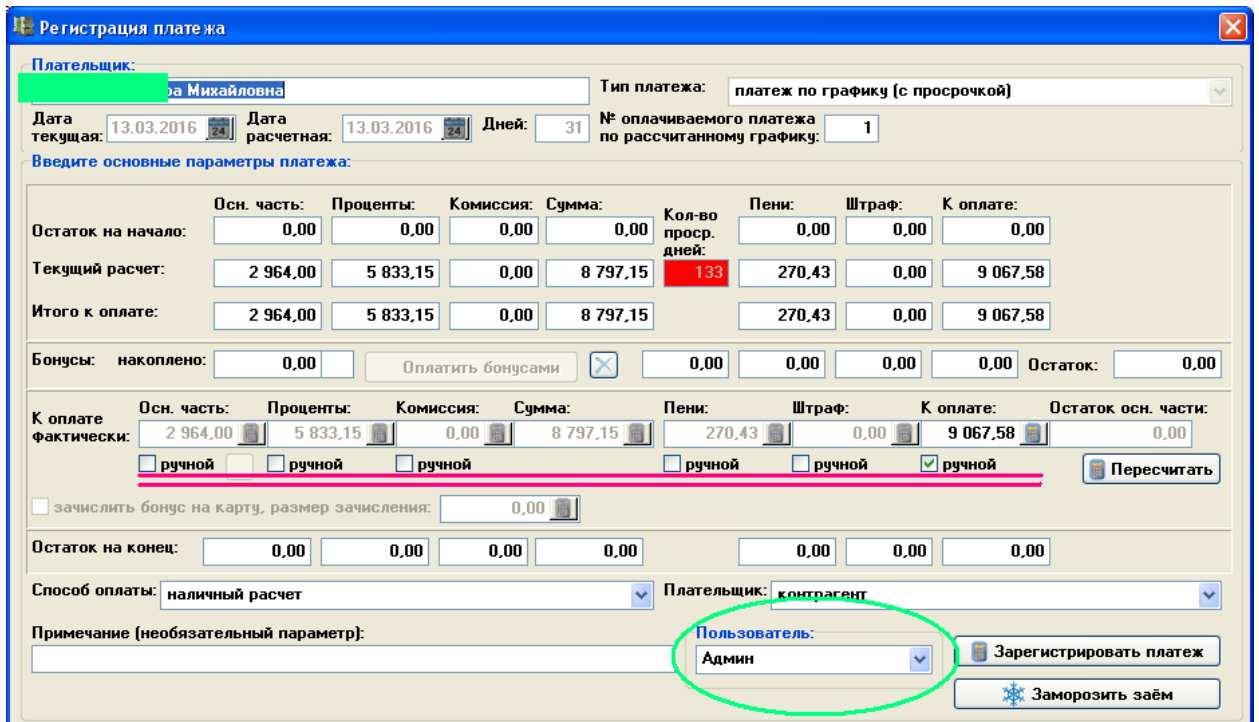 Регистрация платежа
Плательщик:
Михайловна
Тип платежа: платеж по графику (с просрочкой)
Дата текущая: 13.03.2016 24 Дата расчетная: 13.03.2016 24 Дней: 31 № оплачиваемого платежа по рассчитанному графику: 1
Введите основные параметры платежа:
Осн. часть: Проценты: Комиссия: Сумма: Кол-во проср. дней: Пени: Штраф: К оплате:
Остаток на начало: 0,00 0,00 0,00 0,00 0,00 0,00 0,00
Текущий расчет: 2 964,00 5 833,15 0,00 8 797,15 133 270,43 0,00 9 067,58
Итого к оплате: 2 964,00 5 833,15 0,00 8 797,15 270,43 0,00 9 067,58
Бонусы: накоплено: 0,00 Оплатить бонусами 0,00 0,00 0,00 0,00 Остаток: 0,00
Осн. часть: Проценты: Комиссия: Сумма: Пени: Штраф: К оплате: Остаток осн. части:
К оплате фактически: 2 964,00 5 833,15 0,00 8 797,15 270,43 0,00 9 067,58 0,00
ручной ручной ручной ручной ручной ручной Пересчитать
зачислить бонус на карту, размер зачисления: 0,00
Остаток на конец: 0,00 0,00 0,00 0,00 0,00 0,00 0,00
Способ оплаты: наличный расчет Плательщик: контрагент
Примечание (необязательный параметр): Пользователь:
Админ Зарегистрировать платеж
Заморозить заём